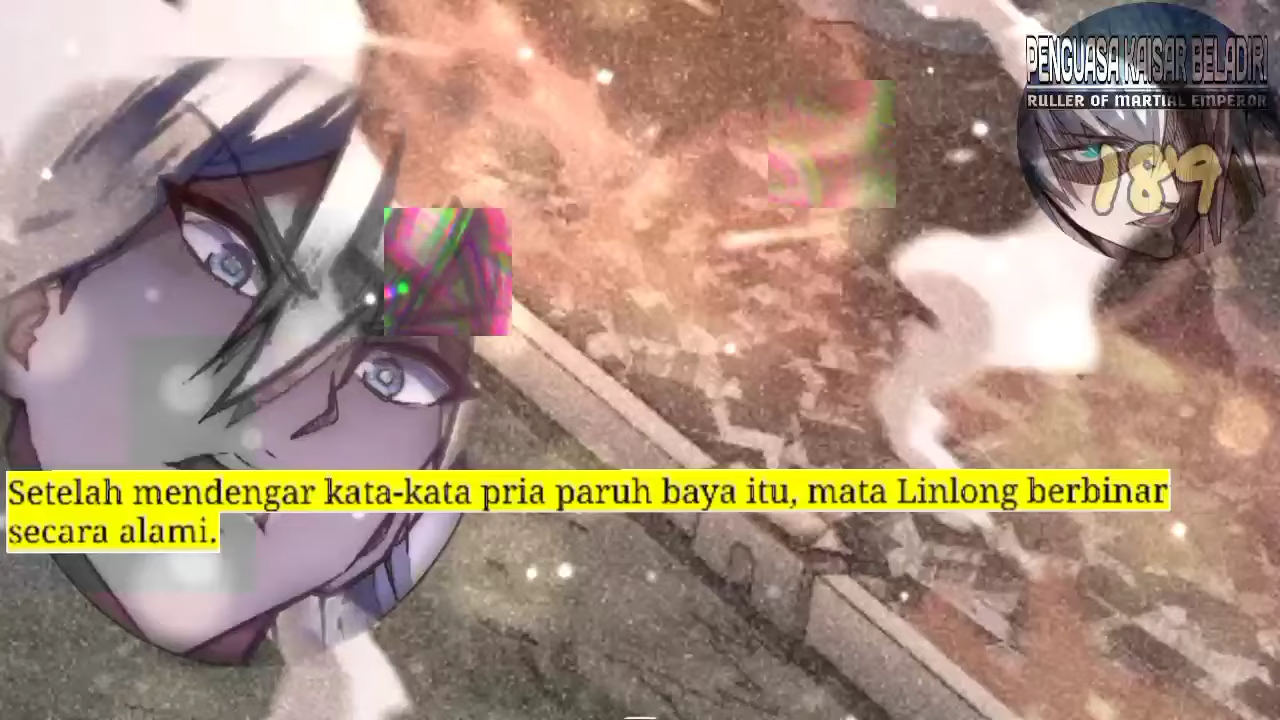 PENGUASA KAISAR BELADIRI
RULLER OF MARTIAL EMPEROR
189
Setelah mendengar kata-kata pria paruh baya itu, mata Linlong berbinar
secara alami.